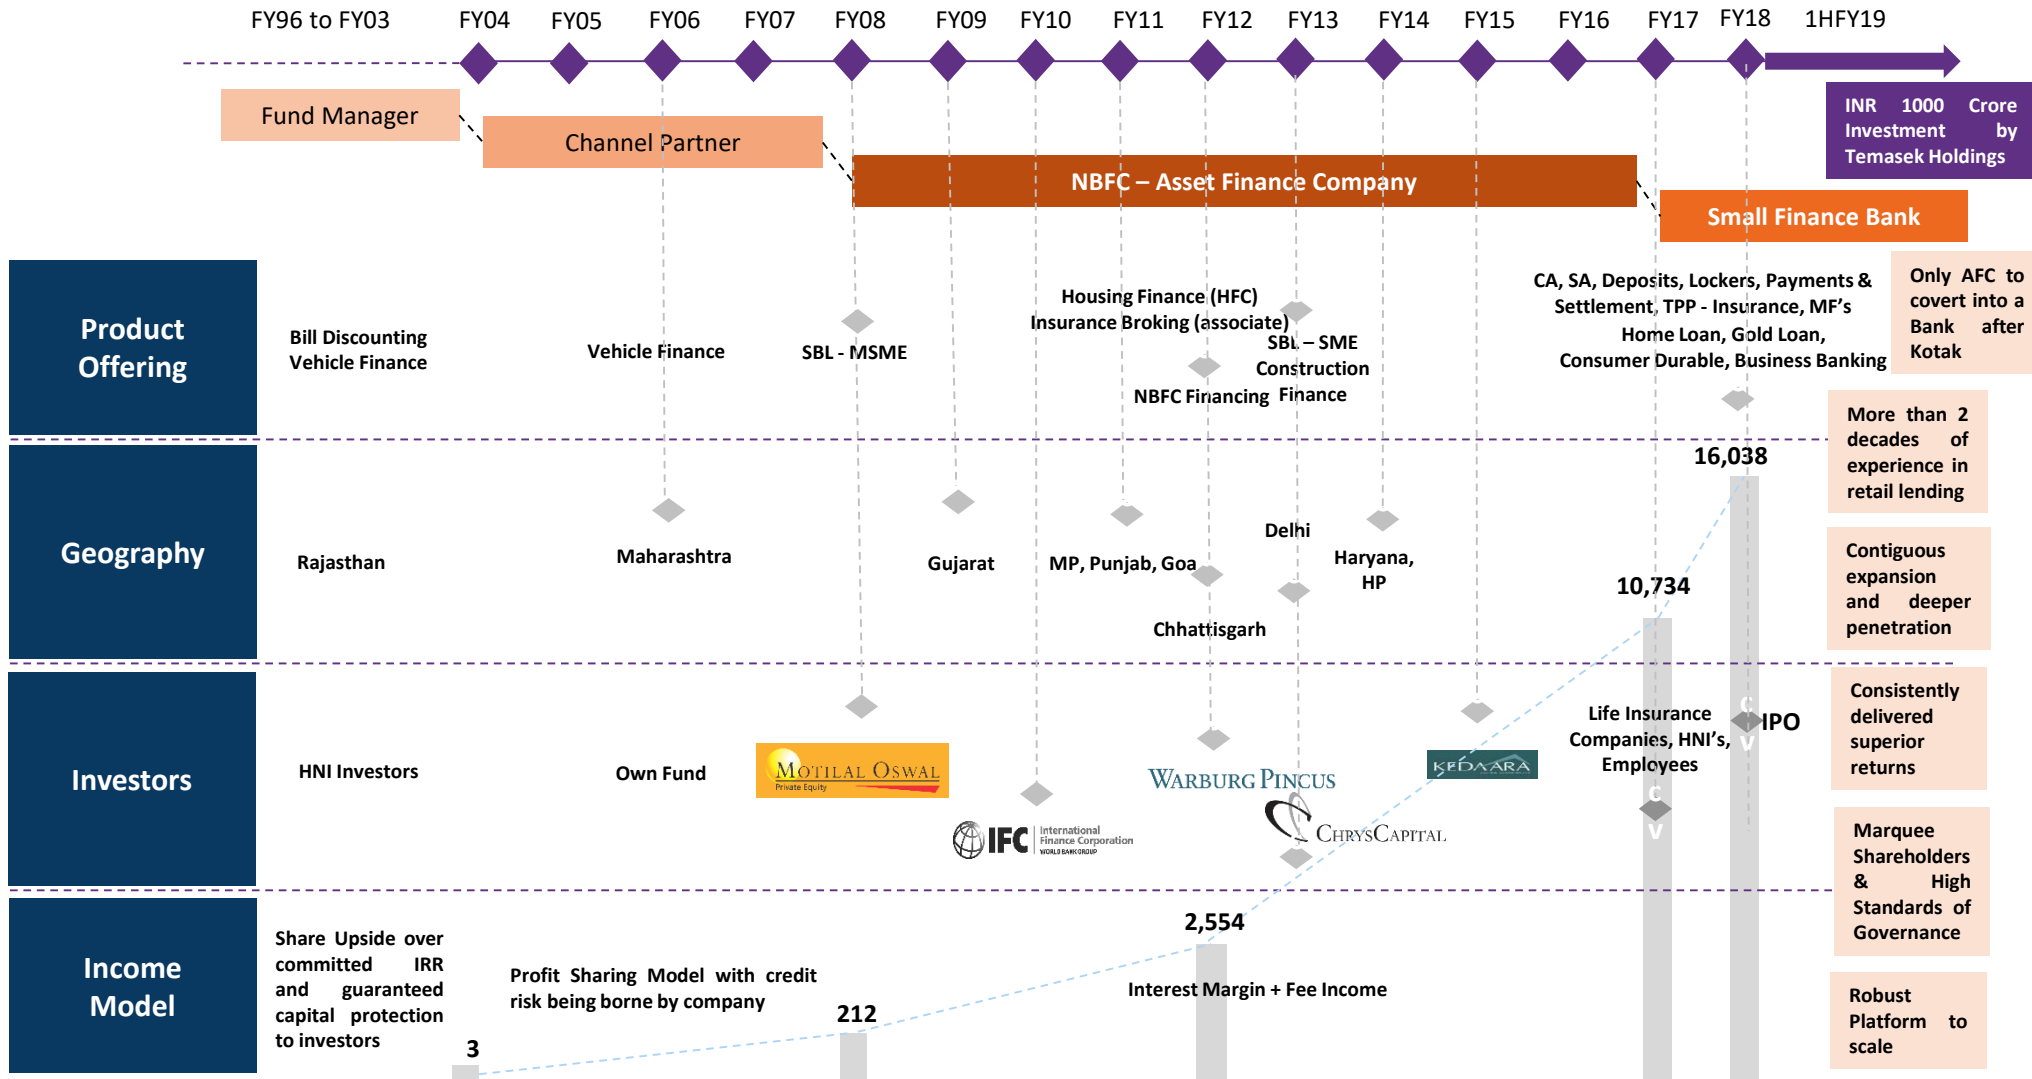 FY96 to FY03 FY04 FY05 FY06 FY07 FY08 FY09 FY10 FY11 FY12 FY13 FY14 FY15 FY16 FY17 FY18 1HFY19
Fund Manager
Channel Partner
NBFC – Asset Finance Company
Small Finance Bank
INR 1000 Crore
Investment by
Temasek Holdings
Product
Offering
Bill Discounting
Vehicle Finance
Vehicle Finance
SBL - MSME
Housing Finance (HFC)
Insurance Broking (associate)
NBFC Financing
SBL – SME
Construction
Finance
CA, SA, Deposits, Lockers, Payments &
Settlement, TPP - Insurance, MF's
Home Loan, Gold Loan,
Consumer Durable, Business Banking
Only AFC to
covert into a
Bank after
Kotak
More than 2
decades of
experience in
retail lending
Geography
Rajasthan
Maharashtra
Gujarat
MP, Punjab, Goa
Chhattisgarh
Delhi
Haryana,
HP
16,038
10,734
Contiguous
expansion
and deeper
penetration
Investors
HNI Investors
Own Fund
MOTILAL OSWAL
Private Equity
IFC
International
Finance Corporation
WORLD BANK GROUP
WARBURG PINCUS
CHRYSCAPITAL
KEDAARA
Life Insurance
Companies, HNI's,
Employees
C
V
C
V
IPO
Consistently
delivered
superior
returns
Marquee
Shareholders
& High
Standards of
Governance
Income
Model
Share Upside over
committed IRR
and guaranteed
capital protection
to investors
3
Profit Sharing Model with credit
risk being borne by company
212
2,554
Interest Margin + Fee Income
Robust
Platform to
scale